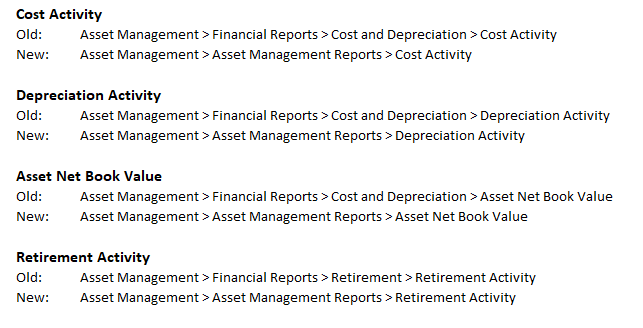 Cost Activity
Old: Asset Management > Financial Reports > Cost and Depreciation > Cost Activity
New: Asset Management > Asset Management Reports > Cost Activity
Depreciation Activity
Old: Asset Management > Financial Reports > Cost and Depreciation > Depreciation Activity
New: Asset Management > Asset Management Reports > Depreciation Activity
Asset Net Book Value
Old: Asset Management > Financial Reports > Cost and Depreciation > Asset Net Book Value
New: Asset Management > Asset Management Reports > Asset Net Book Value
Retirement Activity
Old: Asset Management > Financial Reports > Retirement > Retirement Activity
New: Asset Management > Asset Management Reports > Retirement Activity